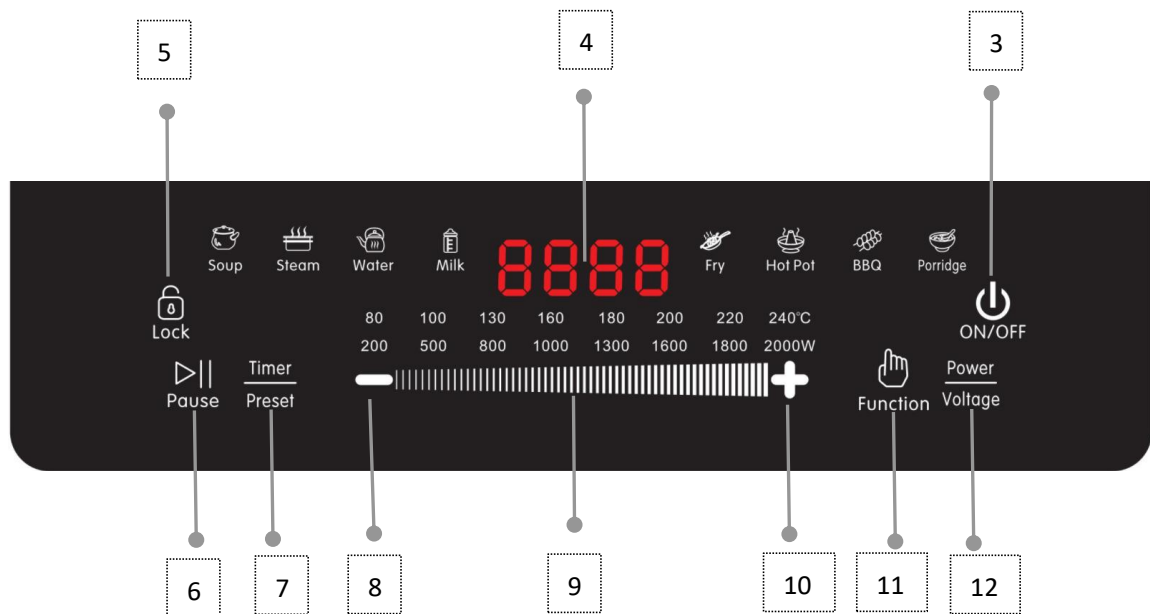 5 4 3
8888
Soup Steam Water Milk Fry Hot Pot BBQ Porridge
Lock ON/OFF
80 100 130 160 180 200 220 240℃
200 500 800 1000 1300 1600 1800 2000W
Timer Power
Pause Preset Function Voltage
6 7 8 9 10 11 12